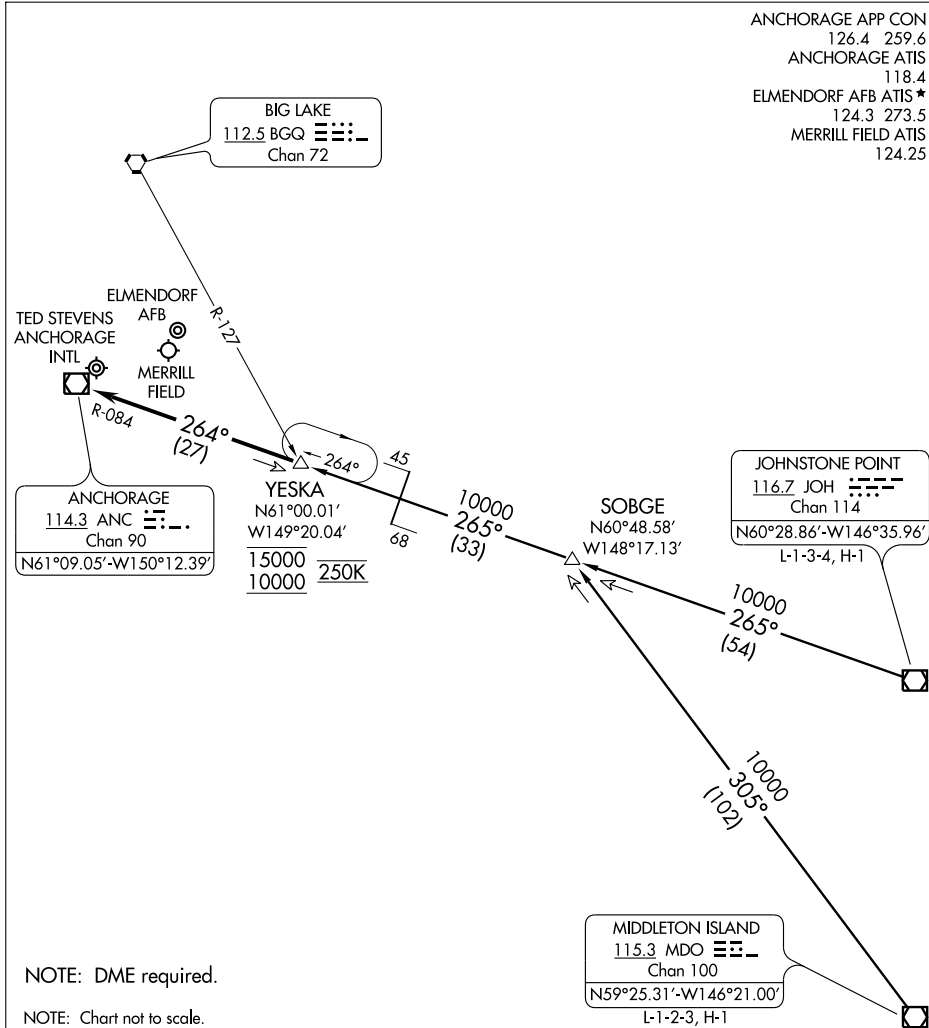 ANCHORAGE APP CON
126.4 259.6
ANCHORAGE ATIS
118.4
ELMENDORF AFB ATIS ★
124.3 273.5
MERRILL FIELD ATIS
124.25
BIG LAKE
112.5 BGQ
Chan 72
R-127
ELMENDORF
AFB
TED STEVENS
ANCHORAGE
INTL
MERRILL
FIELD
R-084
264°
(27)
264°
45
68
YESKA
N61°00.01'
W149°20.04'
15000
10000 250K
ANCHORAGE
114.3 ANC
Chan 90
N61°09.05'-W150°12.39'
10000
265°
(33)
SOBGE
N60°48.58'
W148°17.13'
JOHNSTONE POINT
116.7 JOH
Chan 114
N60°28.86'-W146°35.96'
L-1-3-4, H-1
10000
265°
(54)
10000
305°
(102)
MIDDLETON ISLAND
115.3 MDO
Chan 100
N59°25.31'-W146°21.00'
L-1-2-3, H-1
NOTE: DME required.
NOTE: Chart not to scale.